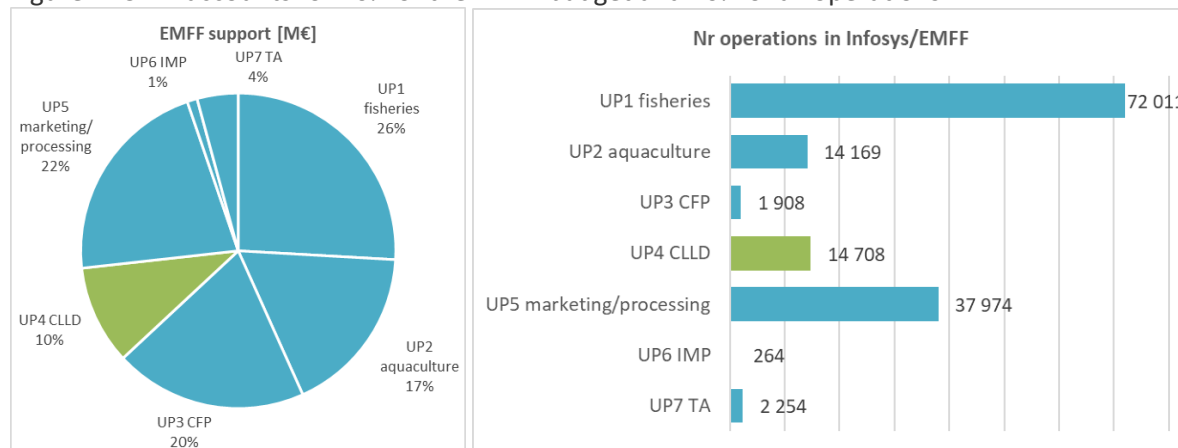 EMFF support [M€]
UP6 IMP
1%
UP7 TA
4%
UP1
fisheries
26%
UP5
marketing/
processing
22%
UP4 CLLD
10%
UP2
aquaculture
17%
UP3 CFP
20%
Nr operations in Infosys/EMFF
UP1 fisheries
72 011
UP2 aquaculture
14 169
UP3 CFP
1 908
UP4 CLLD
14 708
UP5 marketing/processing
37 974
UP6 IMP
264
UP7 TA
2 254